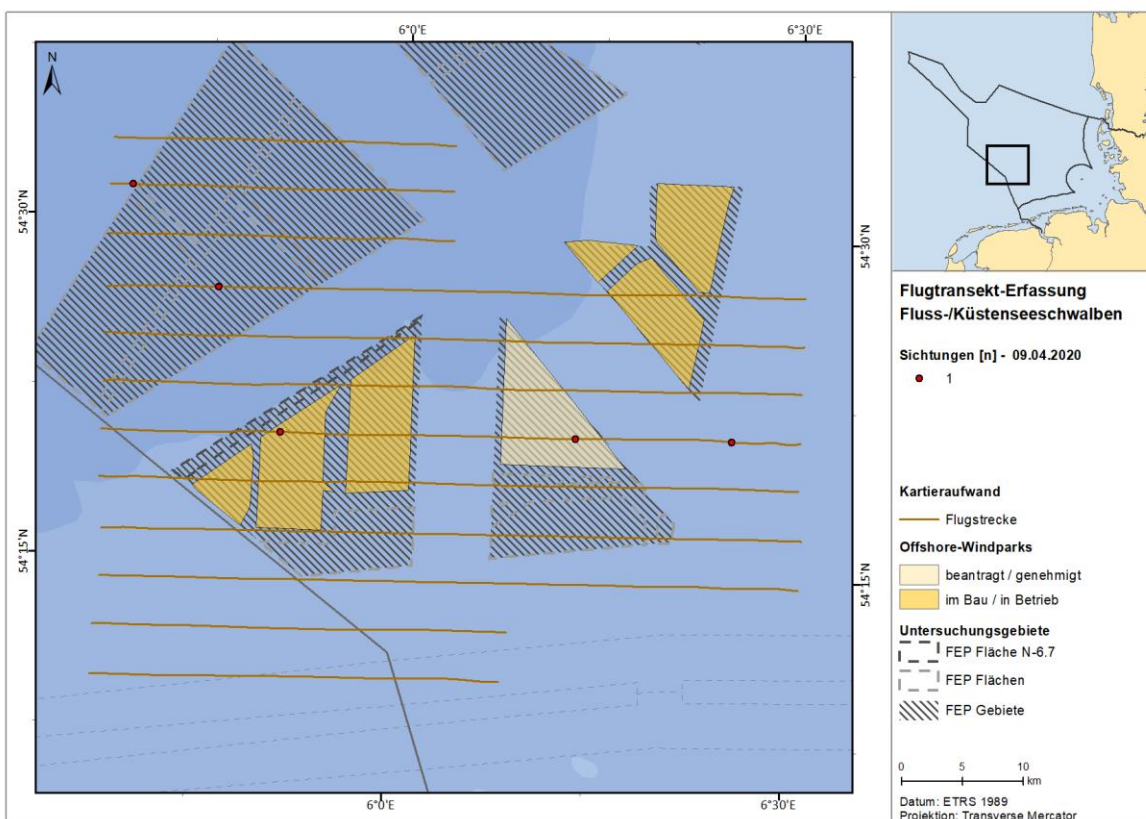 6°0'E
6°30'E
N
54°30'N
54°30'N
54°15'N
54°15'N
6°0'E
6°30'E
Flugtransekt-Erfassung
Fluss-/Küstenseeschwalben
Sichtungen [n] - 09.04.2020
1
Kartieraufwand
Flugstrecke
Offshore-Windparks
beantragt / genehmigt
im Bau / in Betrieb
Untersuchungsgebiete
FEP Fläche N-6.7
FEP Flächen
FEP Gebiete
0 5 10
km
Datum: ETRS 1989
Projektion: Transverse Mercator